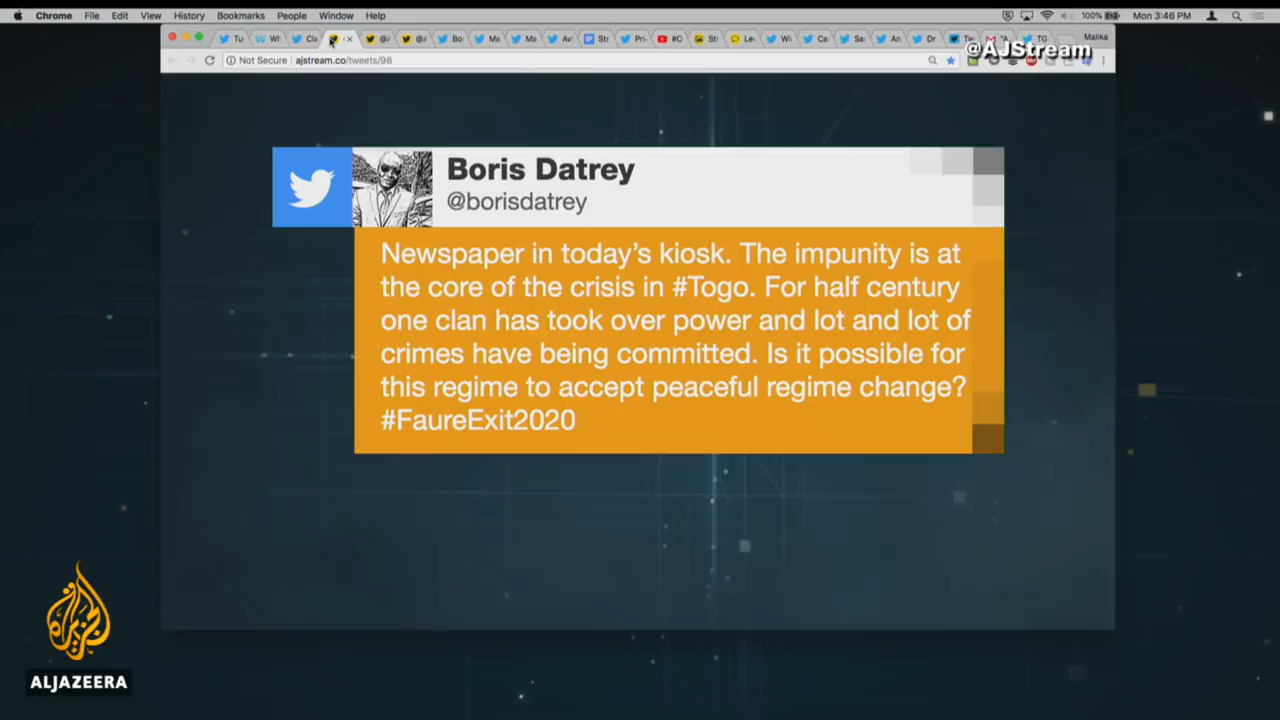 Chrome File Edit View History Bookmarks People Window Help
100% Mon 3:46 PM
Malika
@AJStream
Not Secure ajstream.co/tweets/98
Boris Datrey
@borisdatrey
Newspaper in today's kiosk. The impunity is at
the core of the crisis in #Togo. For half century
one clan has took over power and lot and lot of
crimes have being committed. Is it possible for
this regime to accept peaceful regime change?
#FaureExit2020
ALJAZEERA